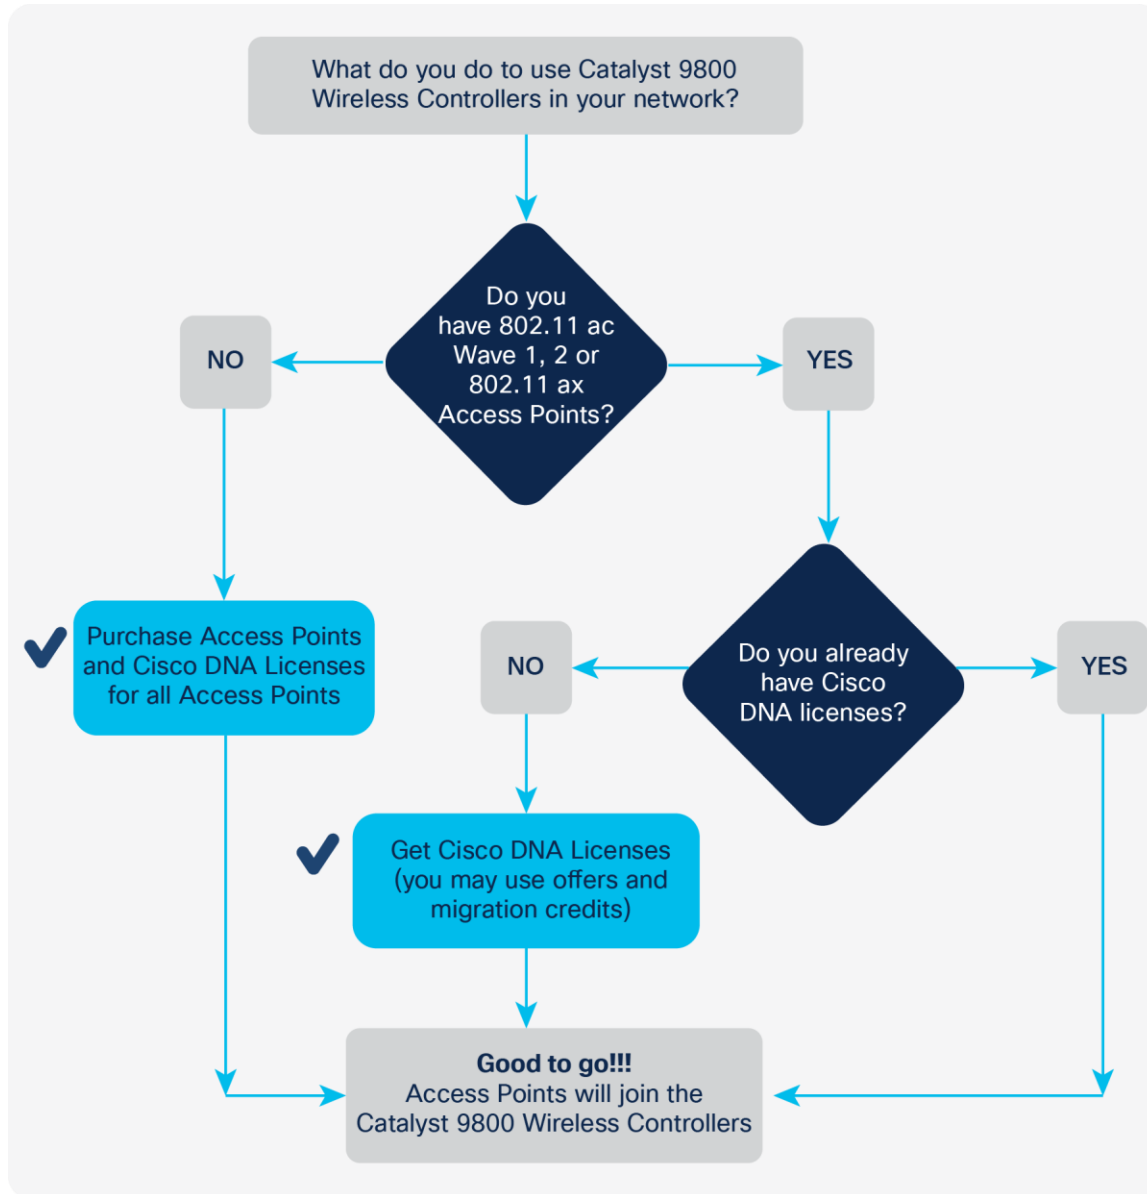 What do you do to use Catalyst 9800
Wireless Controllers in your network?
Do you
have 802.11 ac
Wave 1, 2 or
802.11 ax
Access Points?
NO
YES
Purchase Access Points
and Cisco DNA Licenses
for all Access Points
NO
Do you already
have Cisco
DNA licenses?
YES
Get Cisco DNA Licenses
(you may use offers and
migration credits)
Good to go!!!
Access Points will join the
Catalyst 9800 Wireless Controllers